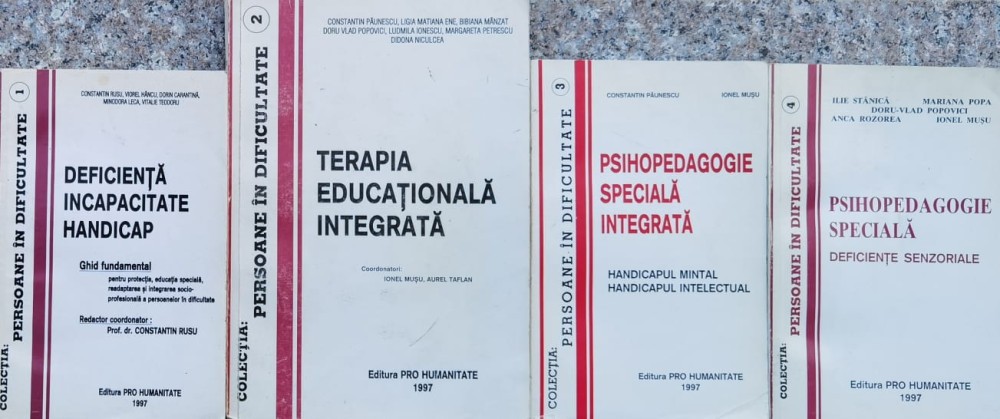 COLECȚIA: PERSOANE ÎN DIFICULTATE 1
CONSTANTIN RUSU, VIOREL HÂNCU, DORIN CARANTINĂ,
MINODORA LECA, VITALIE TEODORU
DEFICIENȚĂ
INCAPACITATE
HANDICAP
Ghid fundamental
pentru protecția, educația specială,
readaptarea și integrarea socio-
profesională a persoanelor în dificultate
Redactor coordonator :
Prof. dr. CONSTANTIN RUSU
Editura PRO HUMANITATE
1997
COLECȚIA: PERSOANE ÎN DIFICULTATE 2
CONSTANTIN PĂUNESCU, LIGIA MATIANA ENE, BIBIANA MÂNZAT
DORU VLAD POPOVICI, LUDMILA IONESCU, MARGARETA PETRESCU
DIDONA NICULCEA
TERAPIA
EDUCAȚIONALĂ
INTEGRATĂ
Coordonatori:
IONEL MUȘU, AUREL TAFLAN
Editura PRO HUMANITATE
1997
COLECȚIA: PERSOANE ÎN DIFICULTATE 3
CONSTANTIN PĂUNESCU IONEL MUȘU
PSIHOPEDAGOGIE
SPECIALĂ
INTEGRATĂ
HANDICAPUL MINTAL
HANDICAPUL INTELECTUAL
Editura PRO HUMANITATE
1997
COLECȚIA: PERSOANE ÎN DIFICULTATE 4
ILIE STĂNICĂ MARIANA POPA
DORU-VLAD POPOVICI
ANCA ROZOREA IONEL MUȘU
PSIHOPEDAGOGIE
SPECIALĂ
DEFICIENȚE SENZORIALE
Editura PRO HUMANITATE
1997